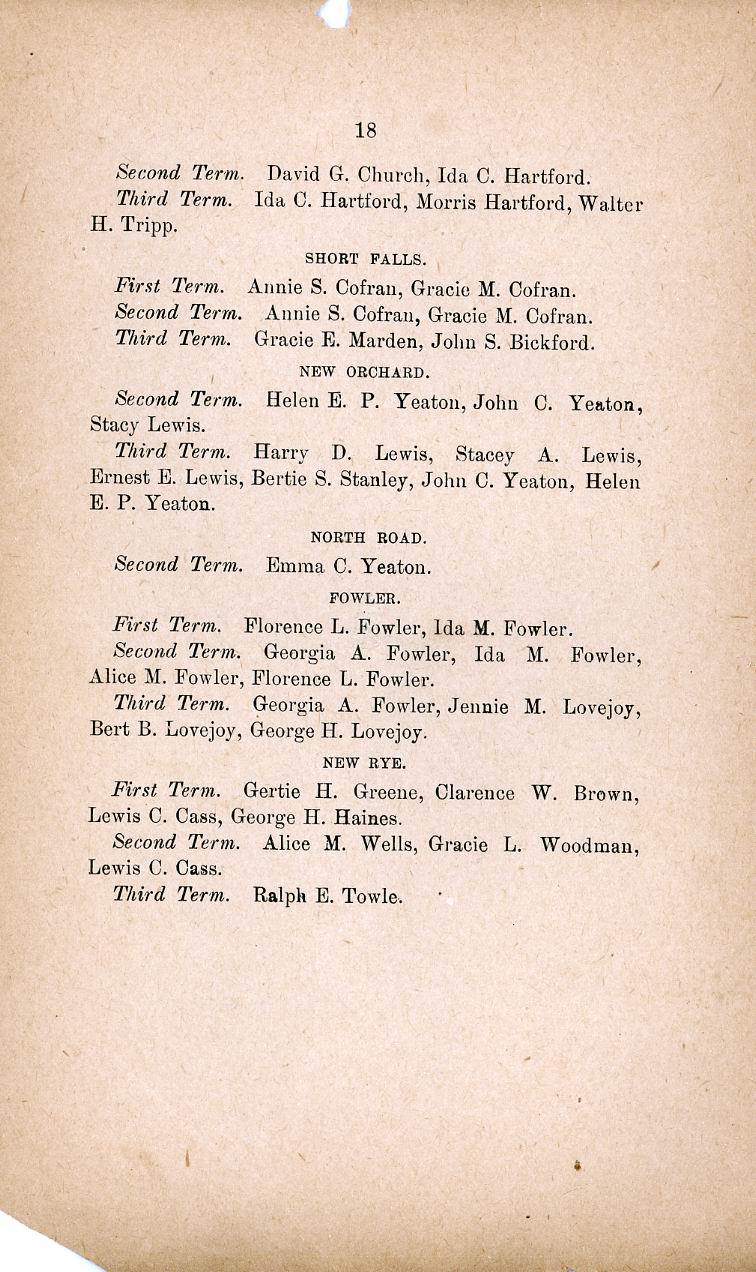 18
Second Term. David G. Church, Ida C. Hartford.
Third Term. Ida C. Hartford, Morris Hartford, Walter
H. Tripp.
SHORT FALLS.
First Term. Annie S. Cofran, Gracie M. Cofran.
Second Term. Annie S. Cofran, Gracie M. Cofran.
Third Term. Gracie E. Marden, John S. Bickford.
NEW ORCHARD.
Second Term. Helen E. P. Yeaton, John C. Yeaton,
Stacy Lewis.
Third Term. Harry D. Lewis, Stacey A. Lewis,
Ernest E. Lewis, Bertie S. Stanley, John C. Yeaton, Helen
E. P. Yeaton.
NORTH ROAD.
Second Term. Emma C. Yeaton.
FOWLER.
First Term. Florence L. Fowler, Ida M. Fowler.
Second Term. Georgia A. Fowler, Ida M. Fowler,
Alice M. Fowler, Florence L. Fowler.
Third Term. Georgia A. Fowler, Jennie M. Lovejoy,
Bert B. Lovejoy, George H. Lovejoy.
NEW RYE.
First Term. Gertie H. Greene, Clarence W. Brown,
Lewis C. Cass, George H. Haines.
Second Term. Alice M. Wells, Gracie L. Woodman,
Lewis C. Cass.
Third Term. Ralph E. Towle.